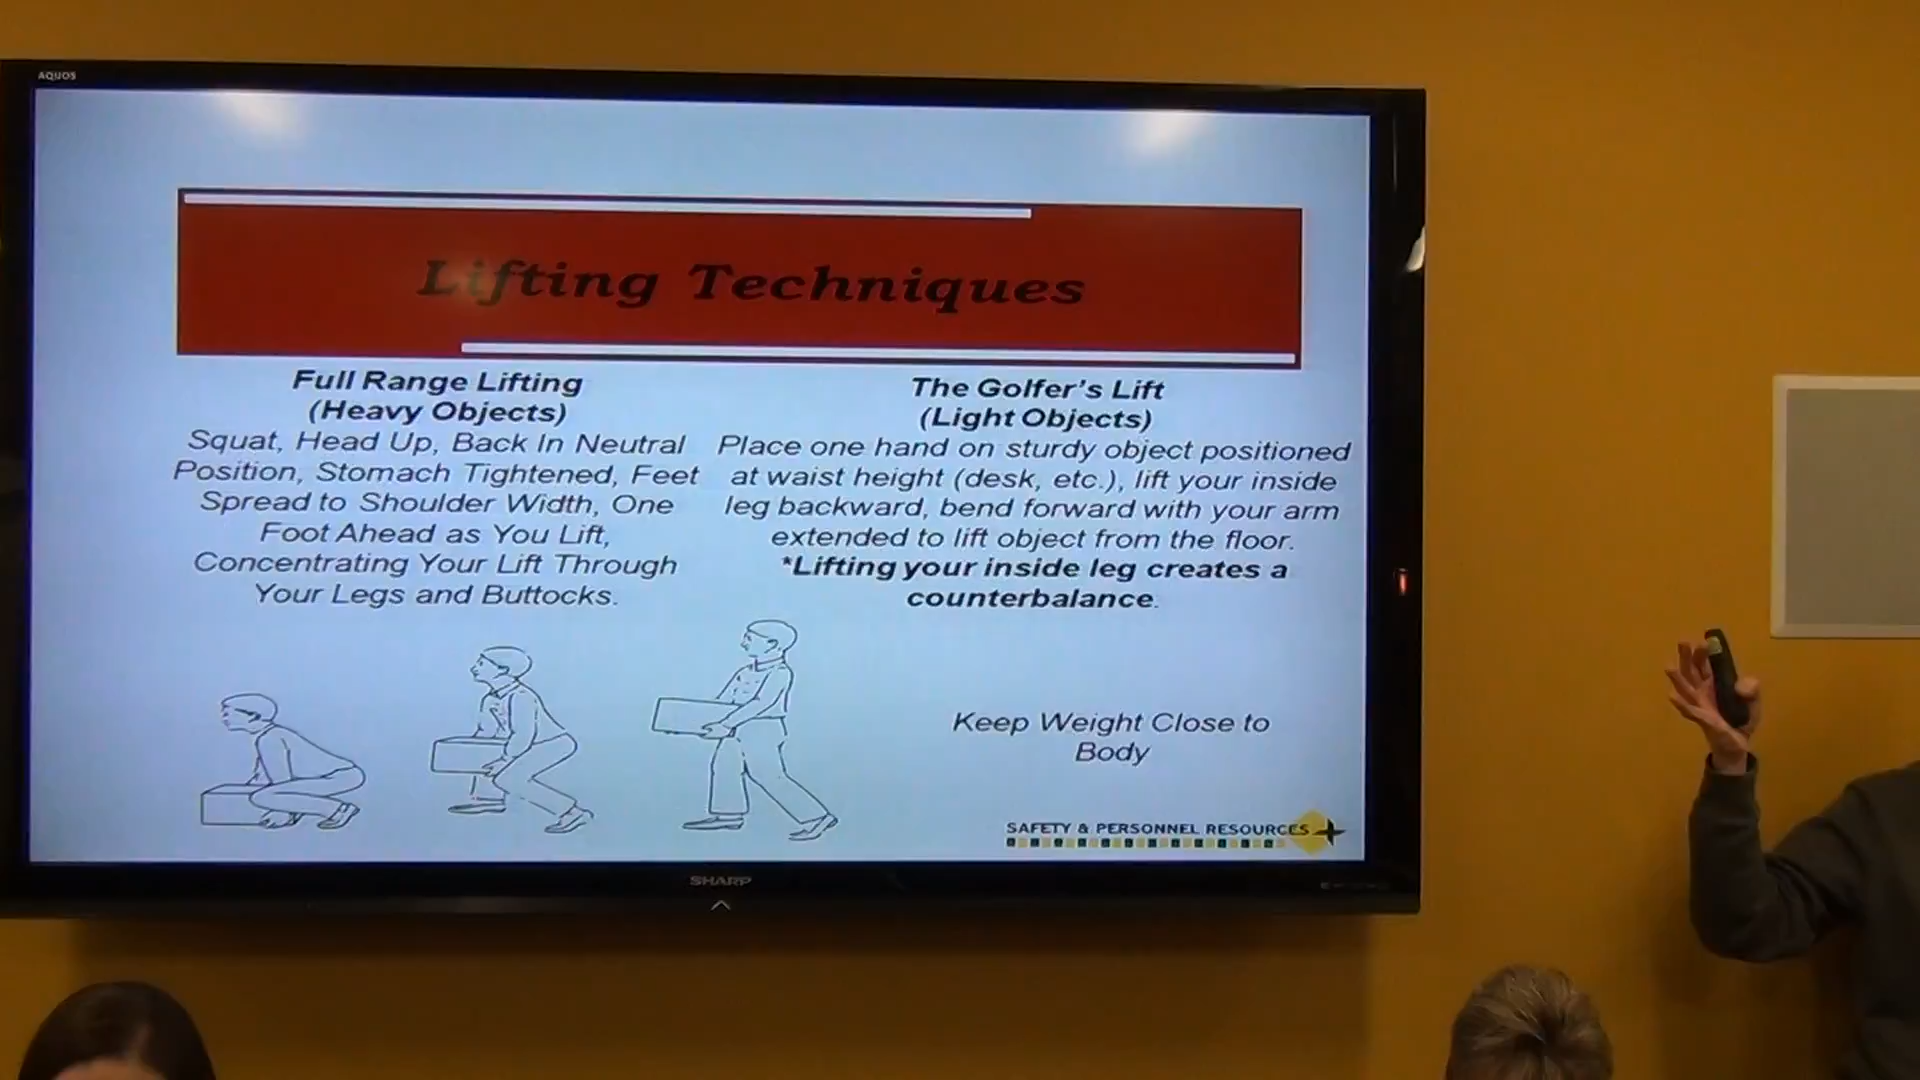 AQUOS
Lifting Techniques
Full Range Lifting
(Heavy Objects)
Squat, Head Up, Back In Neutral
Position, Stomach Tightened, Feet
Spread to Shoulder Width, One
Foot Ahead as You Lift,
Concentrating Your Lift Through
Your Legs and Buttocks.
The Golfer's Lift
(Light Objects)
Place one hand on sturdy object positioned
at waist height (desk, etc.), lift your inside
leg backward, bend forward with your arm
extended to lift object from the floor.
*Lifting your inside leg creates a
counterbalance.
Keep Weight Close to
Body
SAFETY & PERSONNEL RESOURCES
SHARP